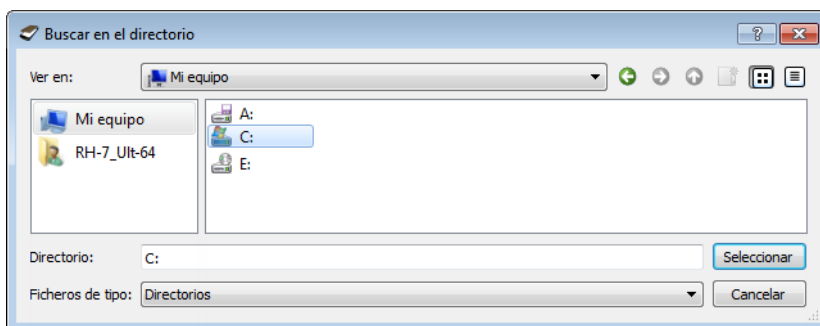 Buscar en el directorio
Ver en: Mi equipo
Mi equipo
RH-7_Ult-64
A:
C:
E:
Directorio: C: Seleccionar
Ficheros de tipo: Directorios Cancelar